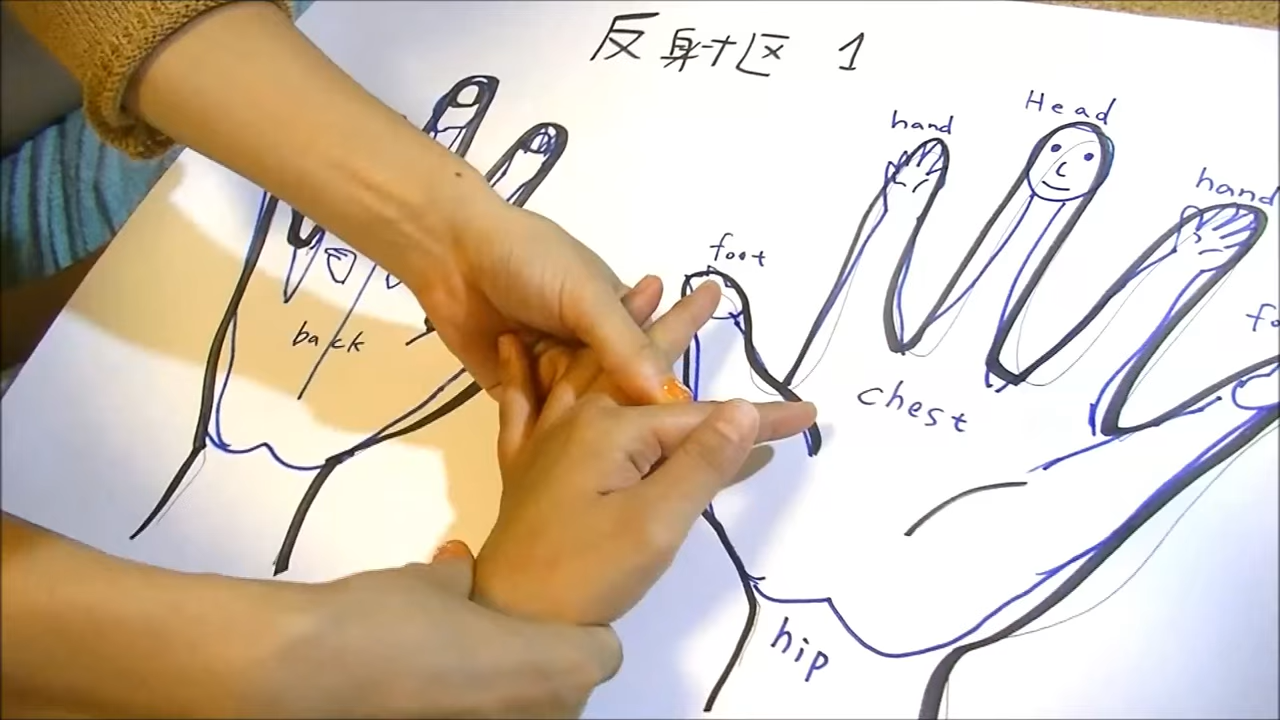 反射区 1
Head
hand
hand
foot
back
chest
hip